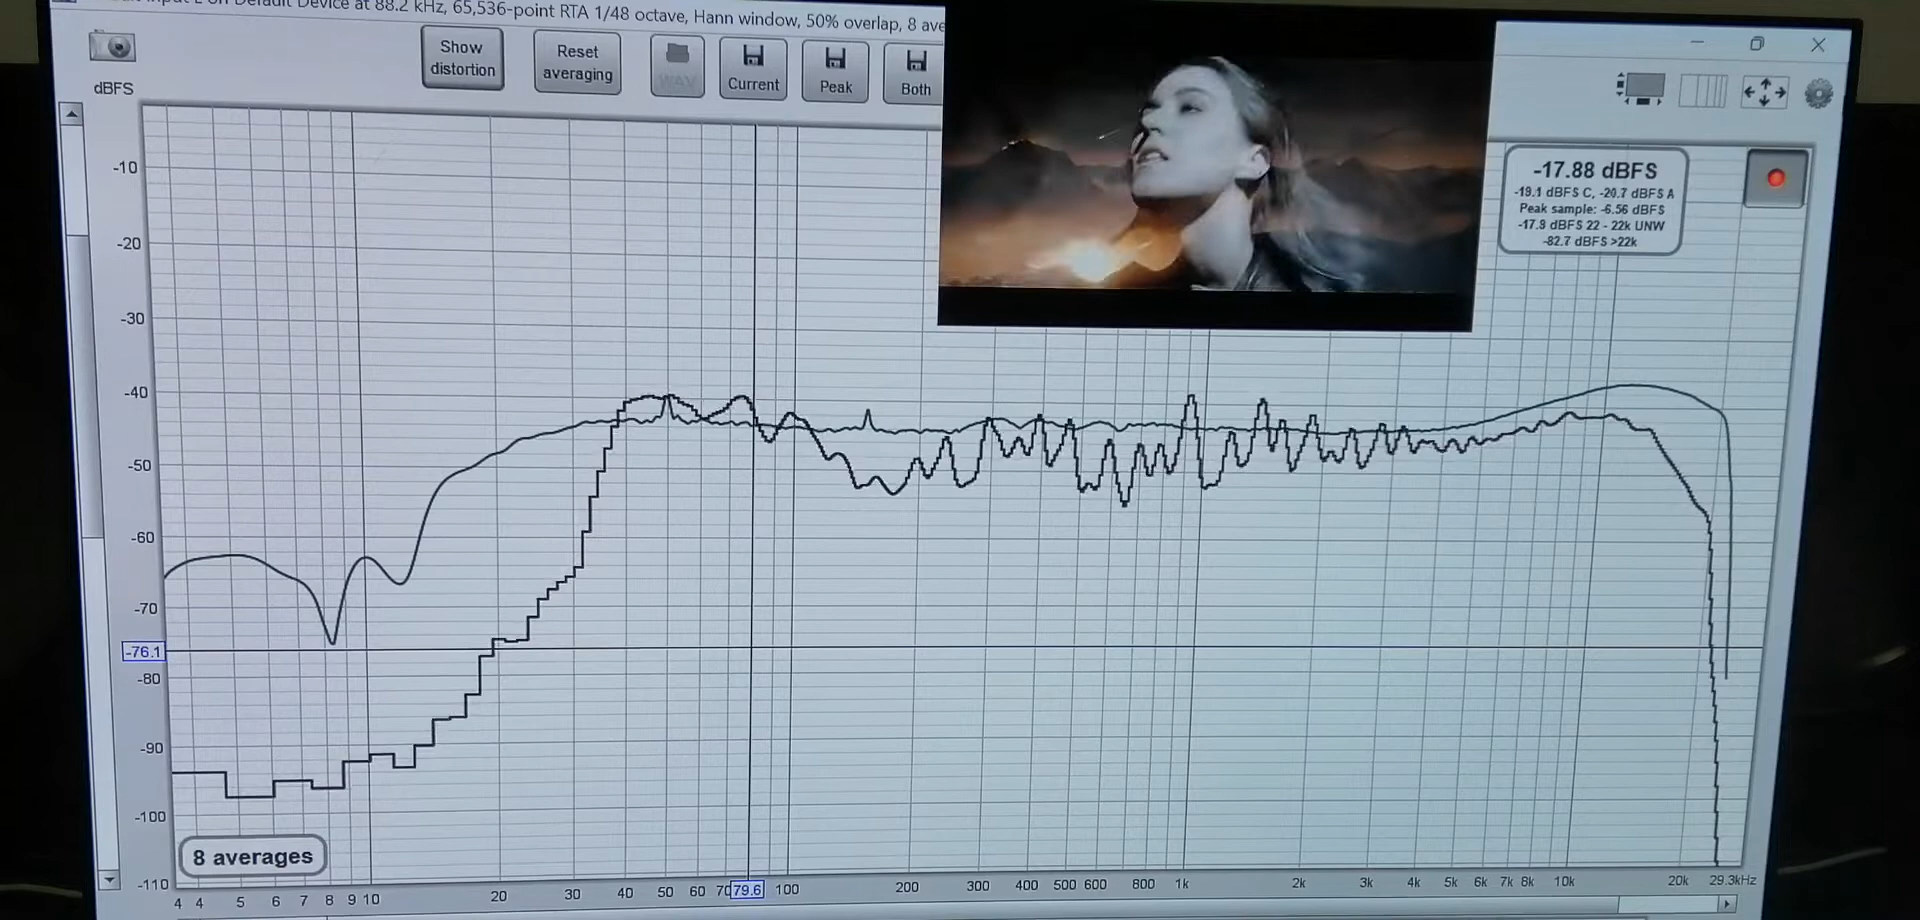 Input L on Default Device at 88.2 kHz, 65,536-point RTA 1/48 octave, Hann window, 50% overlap, 8 ave
Show distortion
Reset averaging
WAV
Current
Peak
Both
dBFS
-10
-20
-30
-40
-50
-60
-70
-76.1
-80
-90
-100
-110
-17.88 dBFS
-19.1 dBFS C, -20.7 dBFS A
Peak sample: -6.56 dBFS
-17.9 dBFS 22 - 22k UNW
-82.7 dBFS >22k
8 averages
4 4 5 6 7 8 9 10 20 30 40 50 60 70 79.6 100 200 300 400 500 600 800 1k 2k 3k 4k 5k 6k 7k 8k 10k 20k 29.3kHz